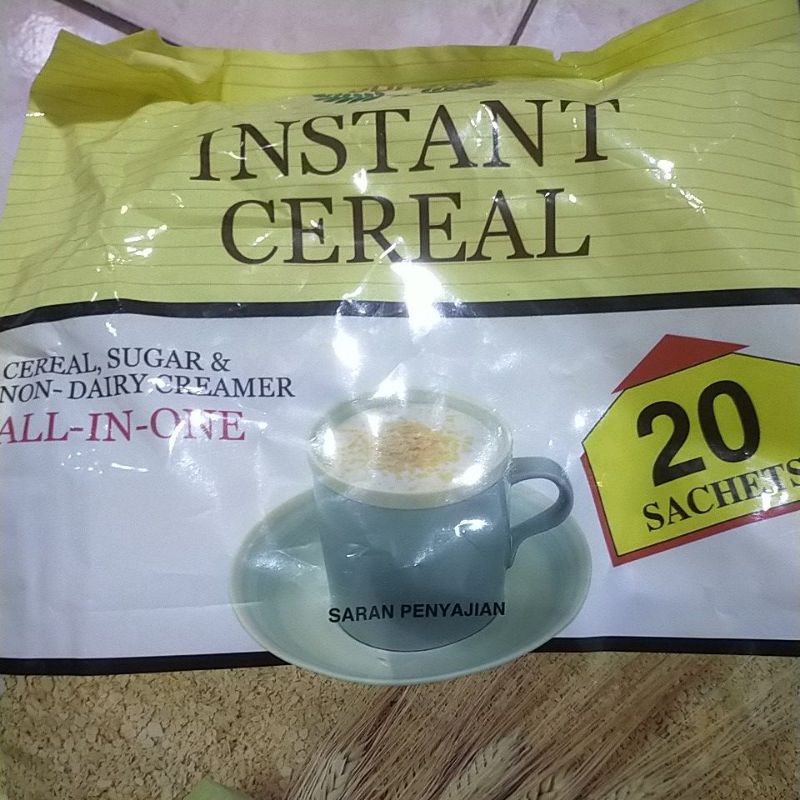 INSTANT
CEREAL
CEREAL, SUGAR &
NON-DAIRY CREAMER
ALL-IN-ONE
20
SACHETS
SARAN PENYAJIAN